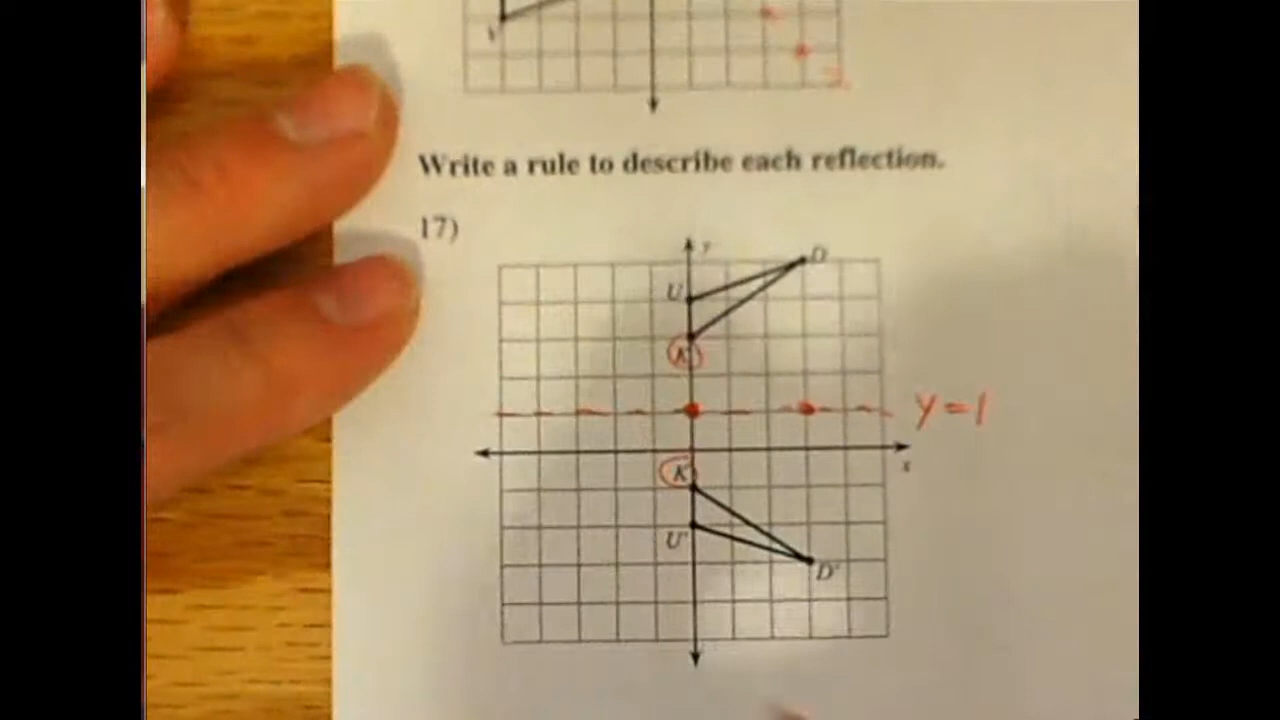 Write a rule to describe each reflection.
17)
y
D
U
K
y=1
x
K
U'
D'